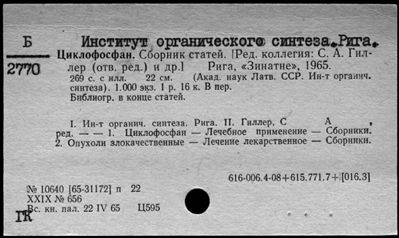 Б Институт органического синтеза. Рига.
Циклофосфан. Сборник статей. [Ред. коллегия: С. А. Гил-
2770 лер (отв. ред.) и др.] Рига, «Зинатне», 1965.
269 с. с илл. 22 см. (Акад. наук Латв. ССР. Ин-т органич.
синтеза). 1.000 экз. 1 р. 16 к. В пер.
Библиогр. в конце статей.
1. Ин-т органич. синтеза. Рига. II. Гиллер, С А ,
ред. — — 1. Циклофосфан — Лечебное применение — Сборники.
2. Опухоли злокачественные — Лечение лекарственное — Сборники.
616-006.4-08+615.771.7+[016.3]
№ 10640 [65-31172] п 22
XXIX № 656
Вс. кн. пал. 22 IV 65 Ц595
ГК